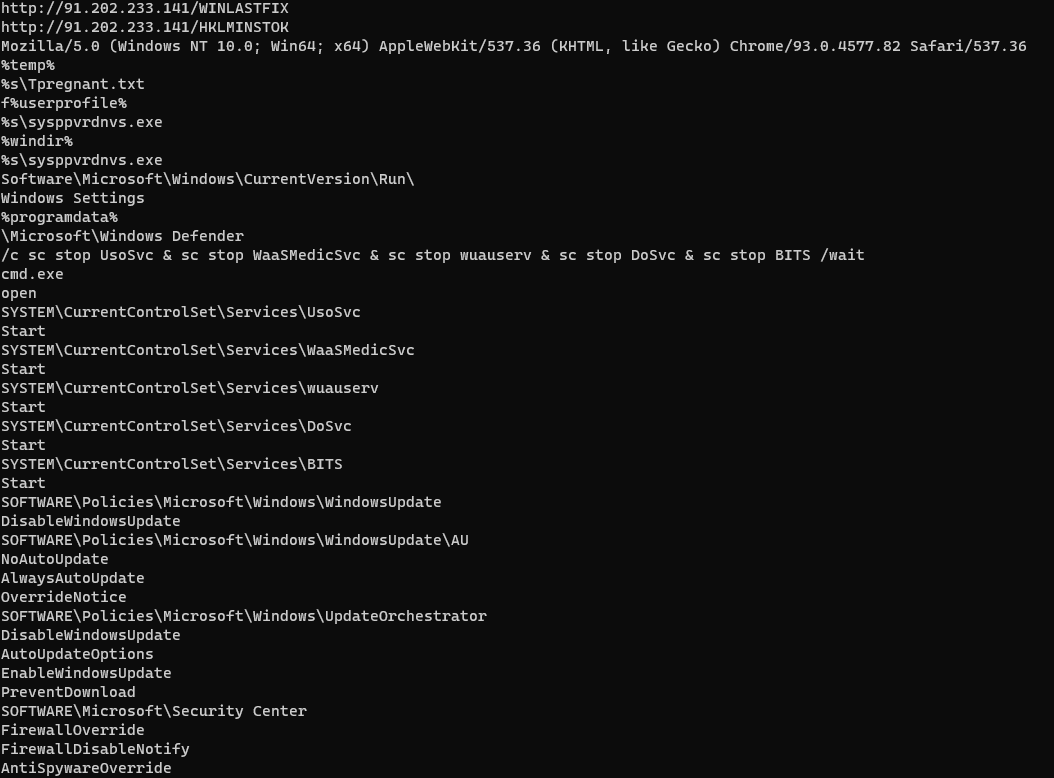 http://91.202.233.141/WINLASTFIX
http://91.202.233.141/HKLMINSTOK
Mozilla/5.0 (Windows NT 10.0; Win64; x64) AppleWebKit/537.36 (KHTML, like Gecko) Chrome/93.0.4577.82 Safari/537.36
%temp%
%s\Tpregnant.txt
f%userprofile%
%s\sysppvrdnvs.exe
%windir%
%s\sysppvrdnvs.exe
Software\Microsoft\Windows\CurrentVersion\Run\
Windows Settings
%programdata%
\Microsoft\Windows Defender
/c sc stop UsoSvc & sc stop WaaSMedicSvc & sc stop wuauserv & sc stop DoSvc & sc stop BITS /wait
cmd.exe
open
SYSTEM\CurrentControlSet\Services\UsoSvc
Start
SYSTEM\CurrentControlSet\Services\WaaSMedicSvc
Start
SYSTEM\CurrentControlSet\Services\wuauserv
Start
SYSTEM\CurrentControlSet\Services\DoSvc
Start
SYSTEM\CurrentControlSet\Services\BITS
Start
SOFTWARE\Policies\Microsoft\Windows\WindowsUpdate
DisableWindowsUpdate
SOFTWARE\Policies\Microsoft\Windows\WindowsUpdate\AU
NoAutoUpdate
AlwaysAutoUpdate
OverrideNotice
SOFTWARE\Policies\Microsoft\Windows\UpdateOrchestrator
DisableWindowsUpdate
AutoUpdateOptions
EnableWindowsUpdate
PreventDownload
SOFTWARE\Microsoft\Security Center
FirewallOverride
FirewallDisableNotify
AntiSpywareOverride